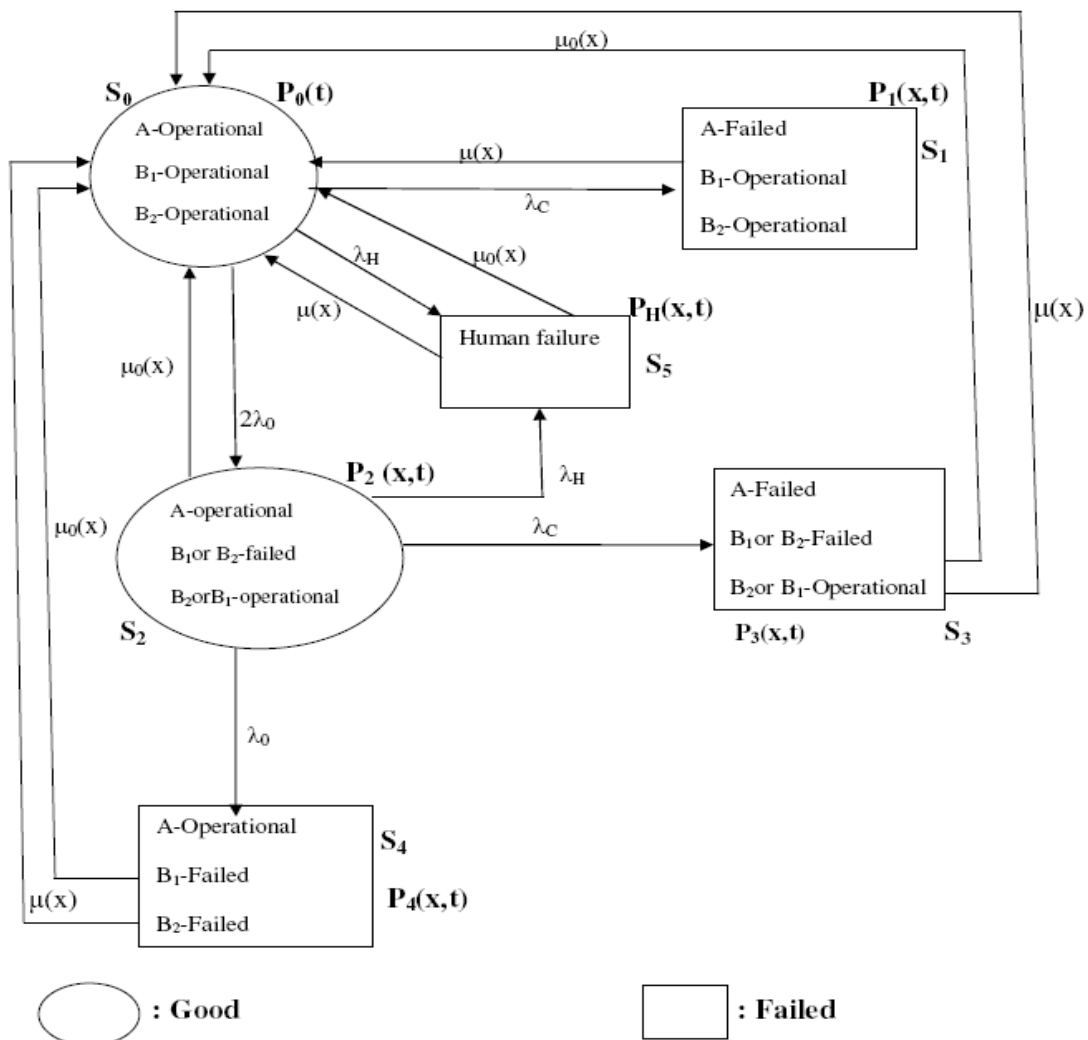 μ₀(x)
S₀
P₀(t)
P₁(x,t)
A-Operational
B₁-Operational
B₂-Operational
A-Failed
B₁-Operational
B₂-Operational
S₁
μ(x)
λC
λH
μ₀(x)
μ(x)
PH(x,t)
Human failure
S₅
μ(x)
μ₀(x)
2λ₀
P₂ (x,t)
λH
A-operational
B₁or B₂-failed
B₂orB₁-operational
S₂
λC
A-Failed
B₁or B₂-Failed
B₂or B₁-Operational
P₃(x,t)
S₃
μ₀(x)
λ₀
A-Operational
B₁-Failed
B₂-Failed
S₄
P₄(x,t)
μ(x)
: Good
: Failed